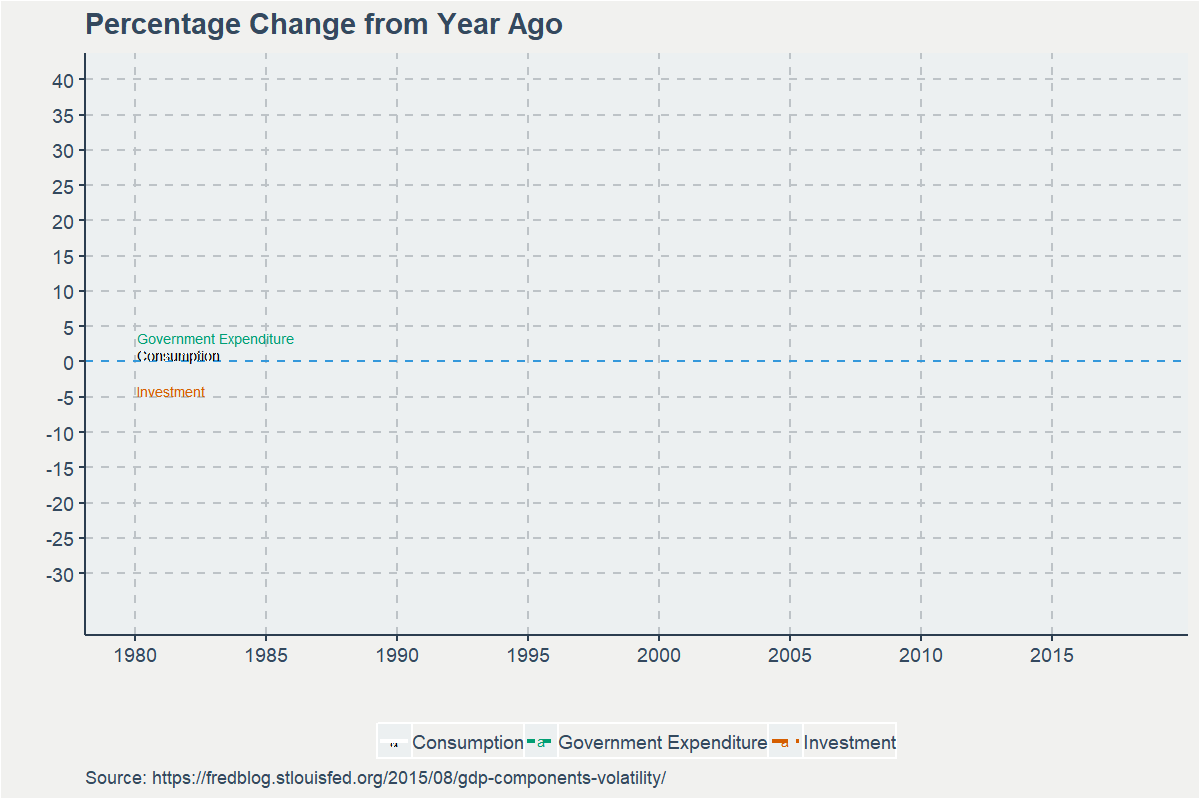 Percentage Change from Year Ago
40
35
30
25
20
15
10
5
0
-5
-10
-15
-20
-25
-30
Government Expenditure
Consumption
Investment
1980 1985 1990 1995 2000 2005 2010 2015
a Consumption a Government Expenditure a Investment
Source: https://fredblog.stlouisfed.org/2015/08/gdp-components-volatility/